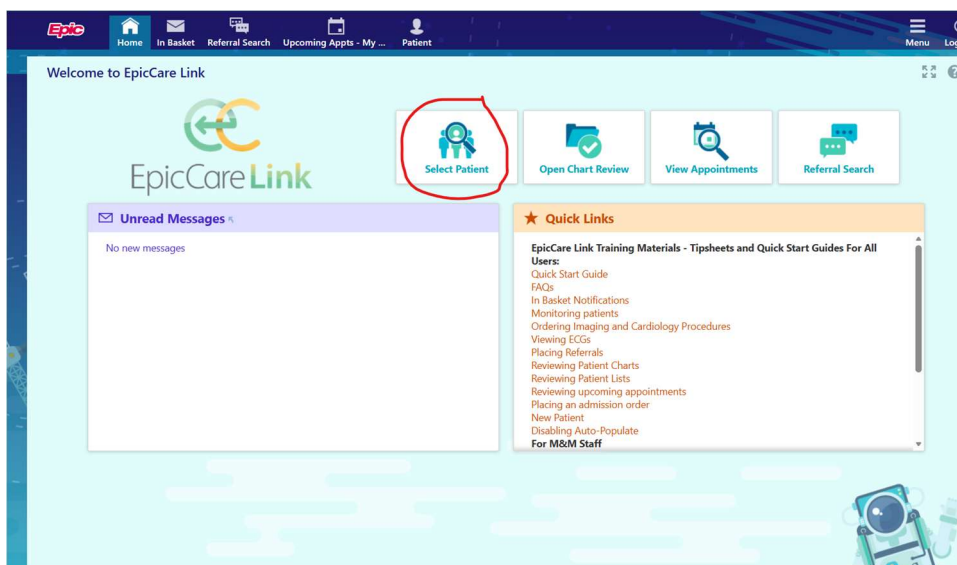 Epic
Home
In Basket
Referral Search
Upcoming Appts - My ...
Patient
Menu
Welcome to EpicCare Link
EpicCare Link
Select Patient
Open Chart Review
View Appointments
Referral Search
Unread Messages
No new messages
Quick Links
EpicCare Link Training Materials - Tipsheets and Quick Start Guides For All
Users:
Quick Start Guide
FAQs
In Basket Notifications
Monitoring patients
Ordering Imaging and Cardiology Procedures
Viewing ECGs
Placing Referrals
Reviewing Patient Charts
Reviewing Patient Lists
Reviewing upcoming appointments
Placing an admission order
New Patient
Disabling Auto-Populate
For M&M Staff